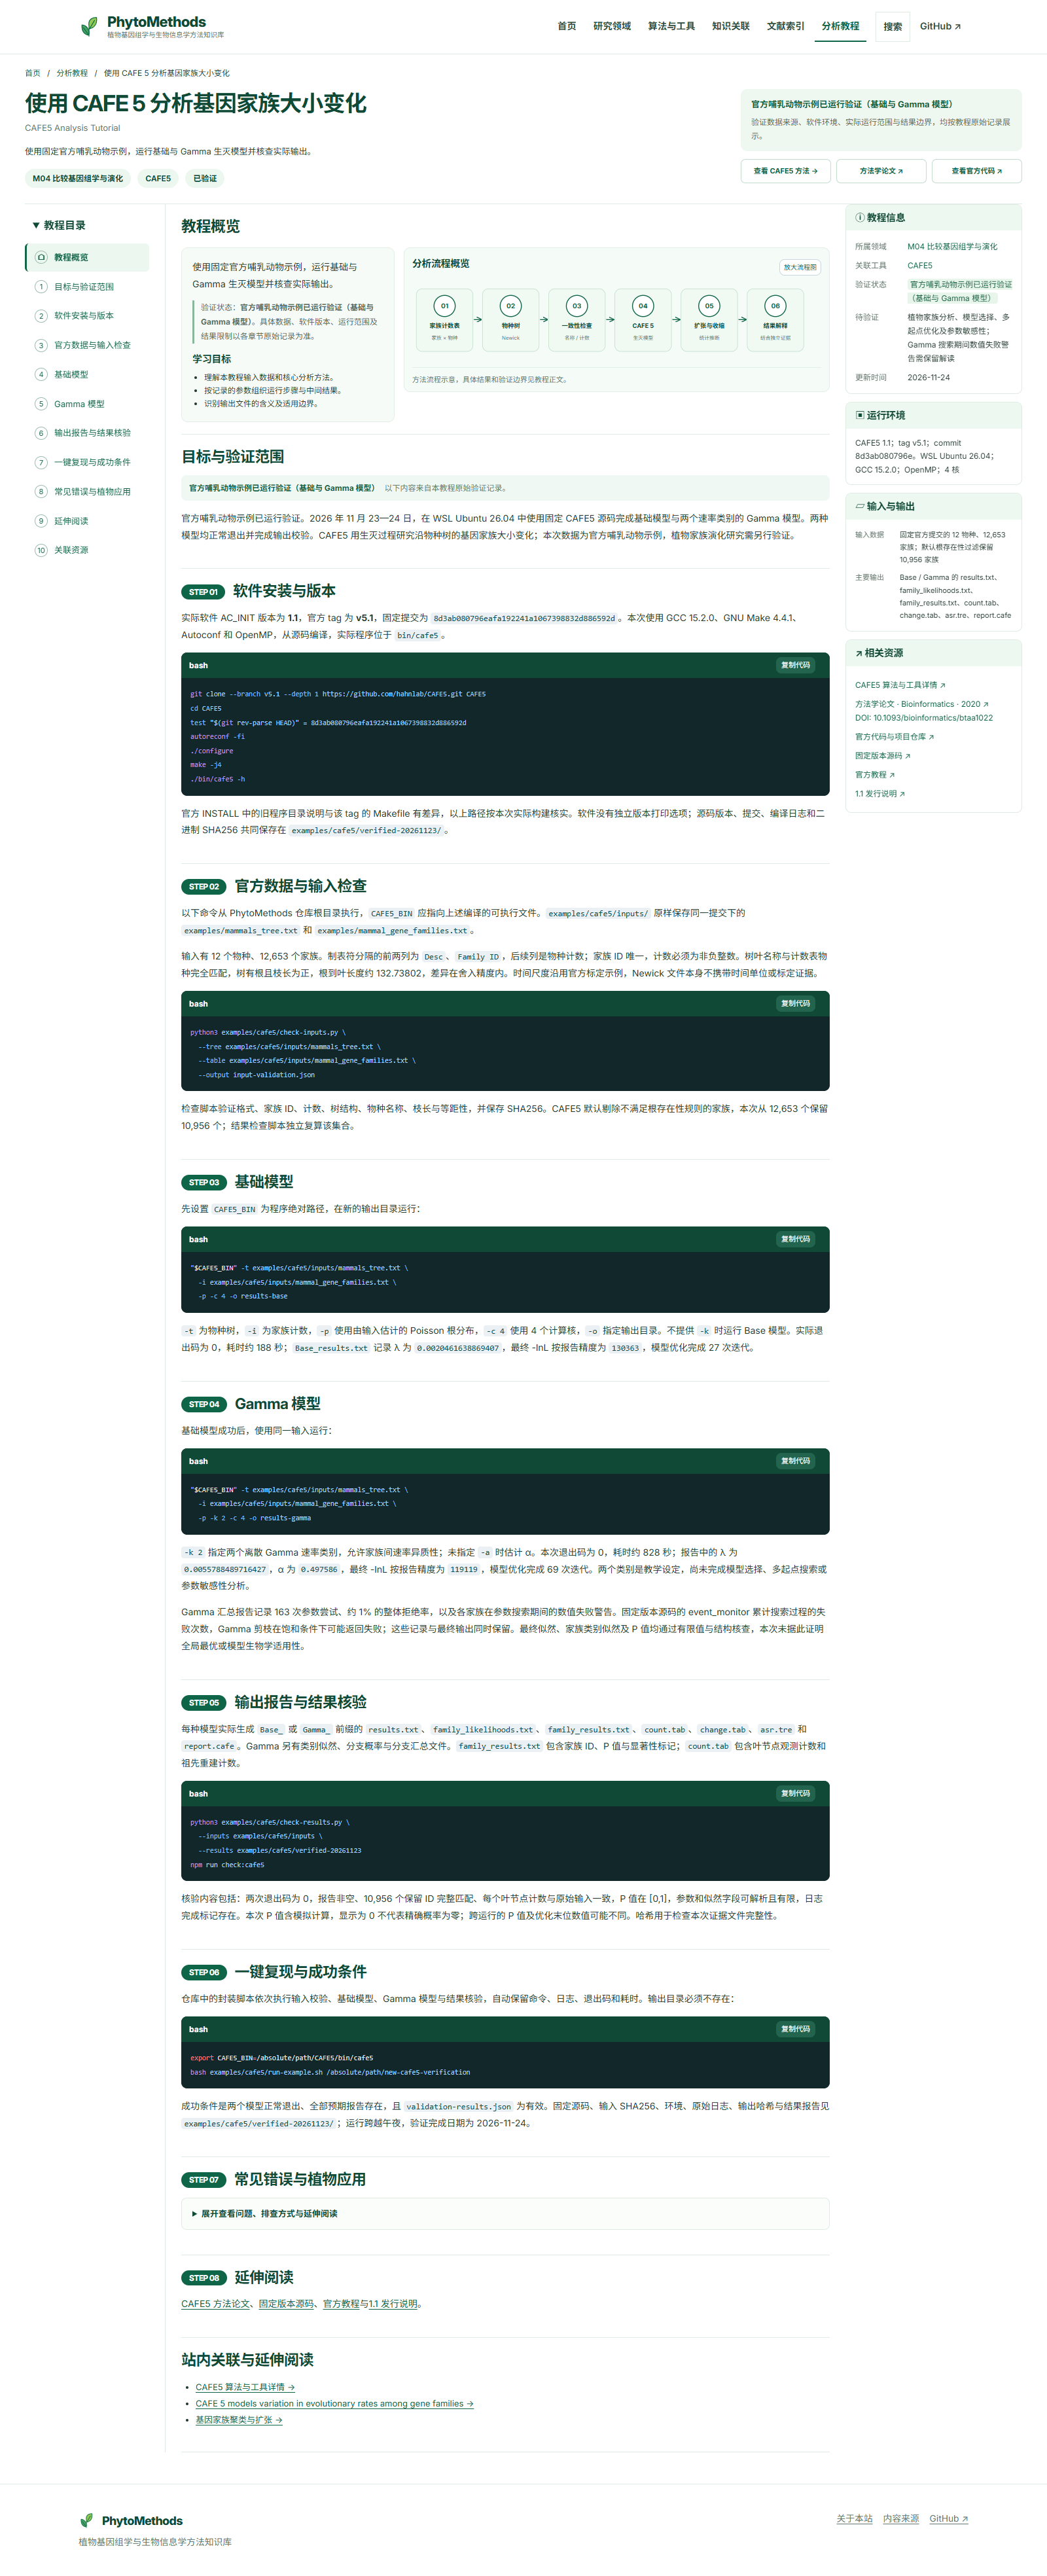 PhytoMethods
植物基因组学与生物信息学方法知识库
首页
研究领域
算法与工具
知识关联
文献索引
分析教程
搜索
GitHub ↗
首页 / 分析教程 / 使用 CAFE 5 分析基因家族大小变化
使用 CAFE 5 分析基因家族大小变化
CAFE5 Analysis Tutorial
使用固定官方哺乳动物示例，运行基础与 Gamma 生灭模型并核查实际输出。
M04 比较基因组学与演化
CAFE5
已验证
官方哺乳动物示例已运行验证（基础与 Gamma 模型）
验证数据来源、软件环境、实际运行范围与结果边界，均按教程原始记录展
示。
查看 CAFE5 方法 →
方法学论文 ↗
查看官方代码 ↗
▼ 教程目录
教程概览
1 目标与验证范围
2 软件安装与版本
3 官方数据与输入检查
4 基础模型
5 Gamma 模型
6 输出报告与结果核验
7 一键复现与成功条件
8 常见错误与植物应用
9 延伸阅读
10 关联资源
教程概览
使用固定官方哺乳动物示例，运行基础与
Gamma 生灭模型并核查实际输出。
验证状态：官方哺乳动物示例已运行验证（基础与
Gamma 模型）。具体数据、软件版本、运行范围及
结果限制以各章节原始记录为准。
学习目标
• 理解本教程输入数据和核心分析方法。
• 按记录的参数组织运行步骤与中间结果。
• 识别输出文件的含义及适用边界。
分析流程概览
放大流程图
01
家族计数表
家族 × 物种
→
02
物种树
Newick
→
03
一致性检查
名称 / 计数
→
04
CAFE 5
生灭模型
→
05
扩张与收缩
统计推断
→
06
结果解释
结合独立证据
方法流程示意，具体结果和验证边界见教程正文。
目标与验证范围
官方哺乳动物示例已运行验证（基础与 Gamma 模型） 以下内容来自本教程原始验证记录。
官方哺乳动物示例已运行验证。2026 年 11 月 23—24 日，在 WSL Ubuntu 26.04 中使用固定 CAFE5 源码完成基础模型与两个速率类别的 Gamma 模型。两种
模型均正常退出并完成输出校验。CAFE5 用生灭过程研究沿物种树的基因家族大小变化；本次数据为官方哺乳动物示例，植物家族演化研究需另行验证。
STEP 01 软件安装与版本
实际软件 AC_INIT 版本为 1.1，官方 tag 为 v5.1，固定提交为 8d3ab080796eafa192241a1067398832d886592d。本次使用 GCC 15.2.0、GNU Make 4.4.1、
Autoconf 和 OpenMP，从源码编译，实际程序位于 bin/cafe5。
bash
复制代码
git clone --branch v5.1 --depth 1 https://github.com/hahnlab/CAFE5.git CAFE5
cd CAFE5
test "$(git rev-parse HEAD)" = 8d3ab080796eafa192241a1067398832d886592d
autoreconf -fi
./configure
make -j4
./bin/cafe5 -h
官方 INSTALL 中的旧程序目录说明与该 tag 的 Makefile 有差异，以上路径按本次实际构建核实。软件没有独立版本打印选项；源码版本、提交、编译日志和二
进制 SHA256 共同保存在 examples/cafe5/verified-20261123/。
STEP 02 官方数据与输入检查
以下命令从 PhytoMethods 仓库根目录执行，CAFE5_BIN 应指向上述编译的可执行文件。examples/cafe5/inputs/ 原样保存同一提交下的
examples/mammals_tree.txt 和 examples/mammal_gene_families.txt。
输入有 12 个物种、12,653 个家族。制表符分隔的前两列为 Desc、Family ID，后续列是物种计数；家族 ID 唯一，计数必须为非负整数。树叶名称与计数表物
种完全匹配，树有根且枝长为正，根到叶长度约 132.73802，差异在舍入精度内。时间尺度沿用官方标定示例，Newick 文件本身不携带时间单位或标定证据。
bash
复制代码
python3 examples/cafe5/check-inputs.py \
--tree examples/cafe5/inputs/mammals_tree.txt \
--table examples/cafe5/inputs/mammal_gene_families.txt \
--output input-validation.json
检查脚本验证格式、家族 ID、计数、树结构、物种名称、枝长与等距性，并保存 SHA256。CAFE5 默认剔除不满足根存在性规则的家族，本次从 12,653 个保留
10,956 个；结果检查脚本独立复算该集合。
STEP 03 基础模型
先设置 CAFE5_BIN 为程序绝对路径，在新的输出目录运行：
bash
复制代码
"$CAFE5_BIN" -t examples/cafe5/inputs/mammals_tree.txt \
-i examples/cafe5/inputs/mammal_gene_families.txt \
-p -c 4 -o results-base
-t 为物种树，-i 为家族计数，-p 使用由输入估计的 Poisson 根分布，-c 4 使用 4 个计算核，-o 指定输出目录。不提供 -k 时运行 Base 模型。实际退
出码为 0，耗时约 188 秒；Base_results.txt 记录 λ 为 0.0020461638869407，最终 -lnL 按报告精度为 130363，模型优化完成 27 次迭代。
STEP 04 Gamma 模型
基础模型成功后，使用同一输入运行：
bash
复制代码
"$CAFE5_BIN" -t examples/cafe5/inputs/mammals_tree.txt \
-i examples/cafe5/inputs/mammal_gene_families.txt \
-p -k 2 -c 4 -o results-gamma
-k 2 指定两个离散 Gamma 速率类别，允许家族间速率异质性；未指定 -a 时估计 α。本次退出码为 0，耗时约 828 秒；报告中的 λ 为
0.0055788489716427，α 为 0.497586，最终 -lnL 按报告精度为 119119，模型优化完成 69 次迭代。两个类别是教学设定，尚未完成模型选择、多起点搜索或
参数敏感性分析。
Gamma 汇总报告记录 163 次参数尝试、约 1% 的整体拒绝率，以及各家族在参数搜索期间的数值失败警告。固定版本源码的 event_monitor 累计搜索过程的失
败次数，Gamma 剪枝在饱和条件下可能返回失败；这些记录与最终输出同时保留。最终似然、家族类别似然及 P 值均通过有限值与结构核查，本次未据此证明
全局最优或模型生物学适用性。
STEP 05 输出报告与结果核验
每种模型实际生成 Base_ 或 Gamma_ 前缀的 results.txt、family_likelihoods.txt、family_results.txt、count.tab、change.tab、asr.tre 和
report.cafe。Gamma 另有类别似然、分支概率与分支汇总文件。family_results.txt 包含家族 ID、P 值与显著性标记；count.tab 包含叶节点观测计数和
祖先重建计数。
bash
复制代码
python3 examples/cafe5/check-results.py \
--inputs examples/cafe5/inputs \
--results examples/cafe5/verified-20261123
npm run check:cafe5
核验内容包括：两次退出码为 0，报告非空、10,956 个保留 ID 完整匹配、每个叶节点计数与原始输入一致，P 值在 [0,1]，参数和似然字段可解析且有限，日志
完成标记存在。本次 P 值含模拟计算，显示为 0 不代表精确概率为零；跨运行的 P 值及优化末位数值可能不同。哈希用于检查本次证据文件完整性。
STEP 06 一键复现与成功条件
仓库中的封装脚本依次执行输入校验、基础模型、Gamma 模型与结果核验，自动保留命令、日志、退出码和耗时。输出目录必须不存在：
bash
复制代码
export CAFE5_BIN=/absolute/path/CAFE5/bin/cafe5
bash examples/cafe5/run-example.sh /absolute/path/new-cafe5-verification
成功条件是两个模型正常退出、全部预期报告存在，且 validation-results.json 为有效。固定源码、输入 SHA256、环境、原始日志、输出哈希与结果报告见
examples/cafe5/verified-20261123/；运行跨越午夜，验证完成日期为 2026-11-24。
STEP 07 常见错误与植物应用
▶ 展开查看问题、排查方式与延伸阅读
STEP 08 延伸阅读
CAFE5 方法论文、固定版本源码、官方教程与1.1 发行说明。
站内关联与延伸阅读
• CAFE5 算法与工具详情 →
• CAFE 5 models variation in evolutionary rates among gene families →
• 基因家族聚类与扩张 →
教程信息
所属领域 M04 比较基因组学与演化
关联工具 CAFE5
验证状态 官方哺乳动物示例已运行验证
（基础与 Gamma 模型）
待验证 植物家族分析、模型选择、多
起点优化及参数敏感性；
Gamma 搜索期间数值失败警
告需保留解读
更新时间 2026-11-24
运行环境
CAFE5 1.1；tag v5.1；commit
8d3ab080796e。WSL Ubuntu 26.04；
GCC 15.2.0；OpenMP；4 核
输入与输出
输入数据 固定官方提交的 12 物种、12,653
家族；默认根存在性过滤保留
10,956 家族
主要输出 Base / Gamma 的 results.txt、
family_likelihoods.txt、
family_results.txt、count.tab、
change.tab、asr.tre、report.cafe
↗ 相关资源
CAFE5 算法与工具详情 ↗
方法学论文 · Bioinformatics · 2020 ↗
DOI: 10.1093/bioinformatics/btaa1022
官方代码与项目仓库 ↗
固定版本源码 ↗
官方教程 ↗
1.1 发行说明 ↗
PhytoMethods
植物基因组学与生物信息学方法知识库
关于本站
内容来源
GitHub ↗